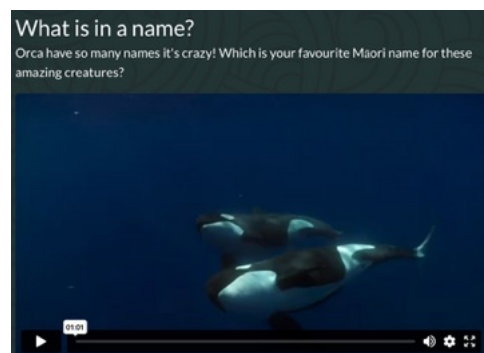 What is in a name?
Orca have so many names it's crazy! Which is your favourite Māori name for these
amazing creatures?
01:01